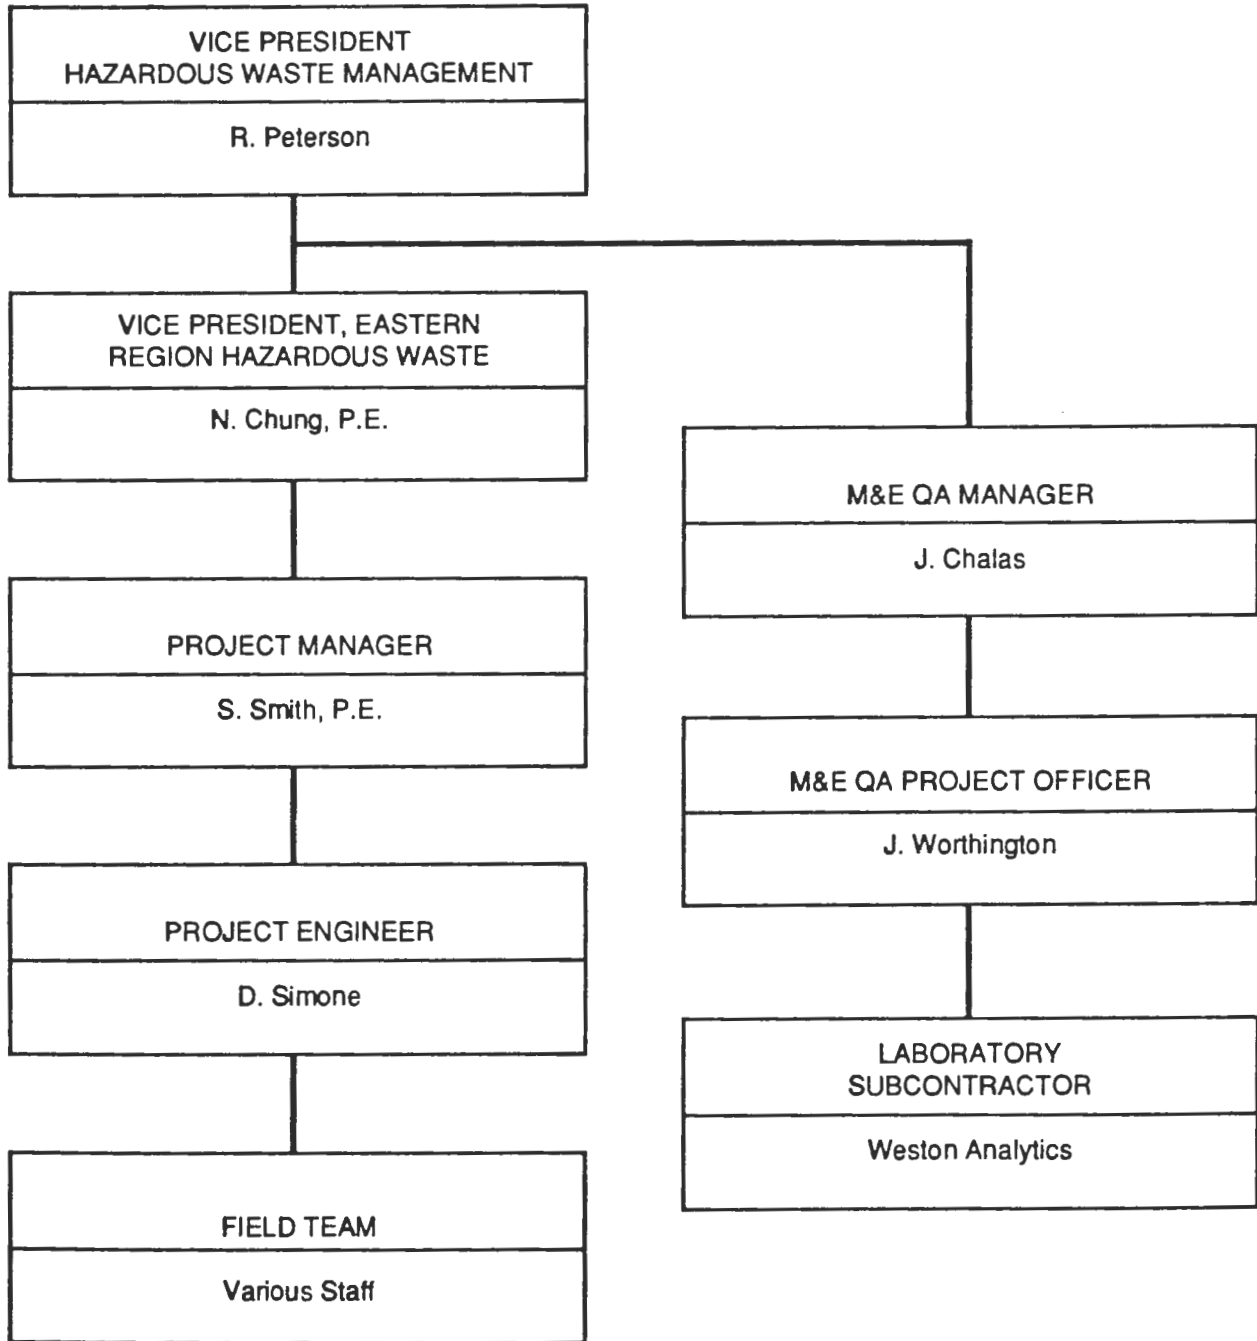 VICE PRESIDENT
HAZARDOUS WASTE MANAGEMENT
R. Peterson
VICE PRESIDENT, EASTERN
REGION HAZARDOUS WASTE
N. Chung, P.E.
PROJECT MANAGER
S. Smith, P.E.
PROJECT ENGINEER
D. Simone
FIELD TEAM
Various Staff
M&E QA MANAGER
J. Chalas
M&E QA PROJECT OFFICER
J. Worthington
LABORATORY
SUBCONTRACTOR
Weston Analytics